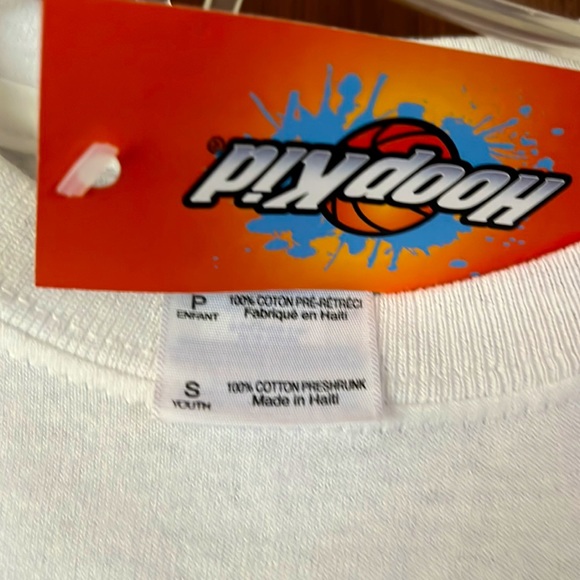 HoopKid®
P
ENFANT
100% COTON PRÉ-RÉTRÉCI
Fabriqué en Haïti
S
YOUTH
100% COTTON PRESHRUNK
Made in Haiti